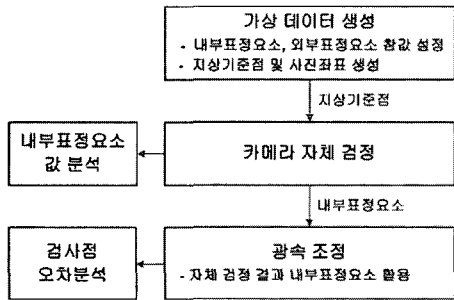 가상 데이터 생성
- 내부표정요소, 외부표정요소 참값 설정
- 지상기준점 및 사진좌표 생성
지상기준점
내부표정요소
값 분석
카메라 자체 검정
내부표정요소
검사점
오차분석
광속 조정
- 자체 검정 결과 내부표정요소 활용